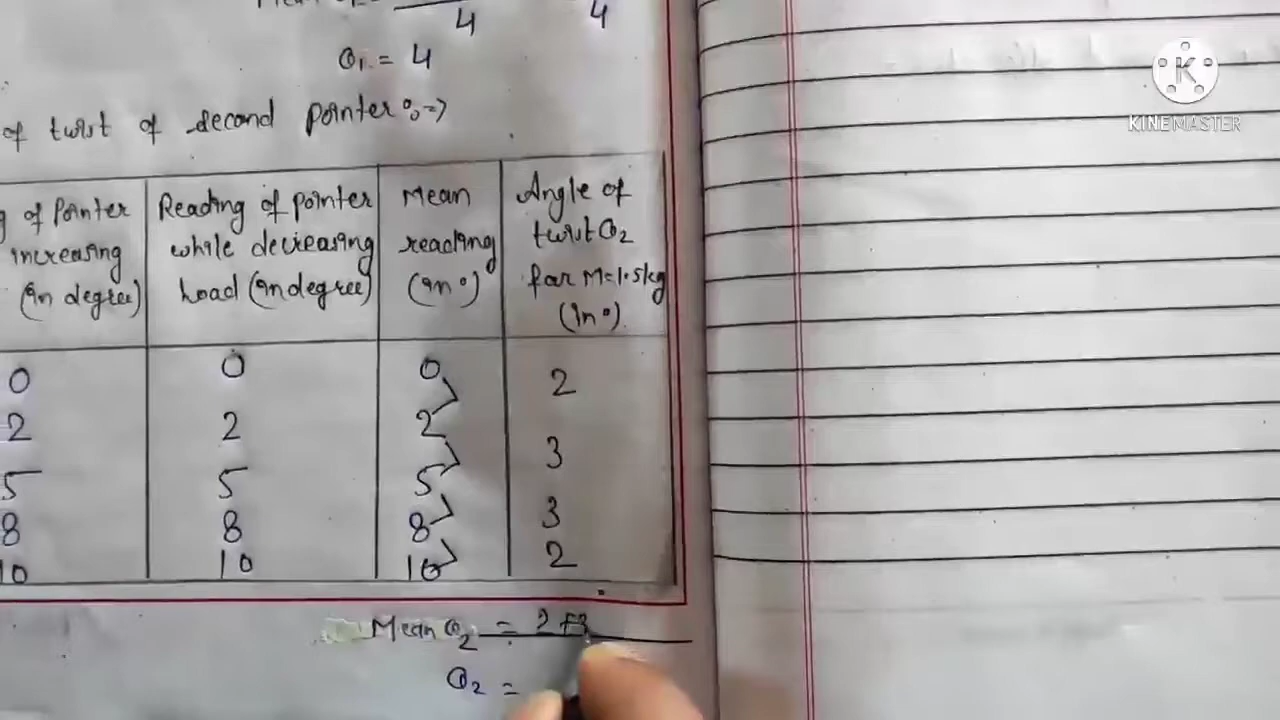 4 4
θ1 = 4
of twist of second pointer :→
g of Pointer increasing (in degree) | Reading of pointer while decreasing Load (in degree) | Mean reading (in °) | Angle of twist θ2 for M=1.5kg (in °)
0 0 0 2
2 2 2 3
5 5 5 3
8 8 8 2
10 10 10
Mean θ2 = 2+3
θ2 =
KINEMASTER